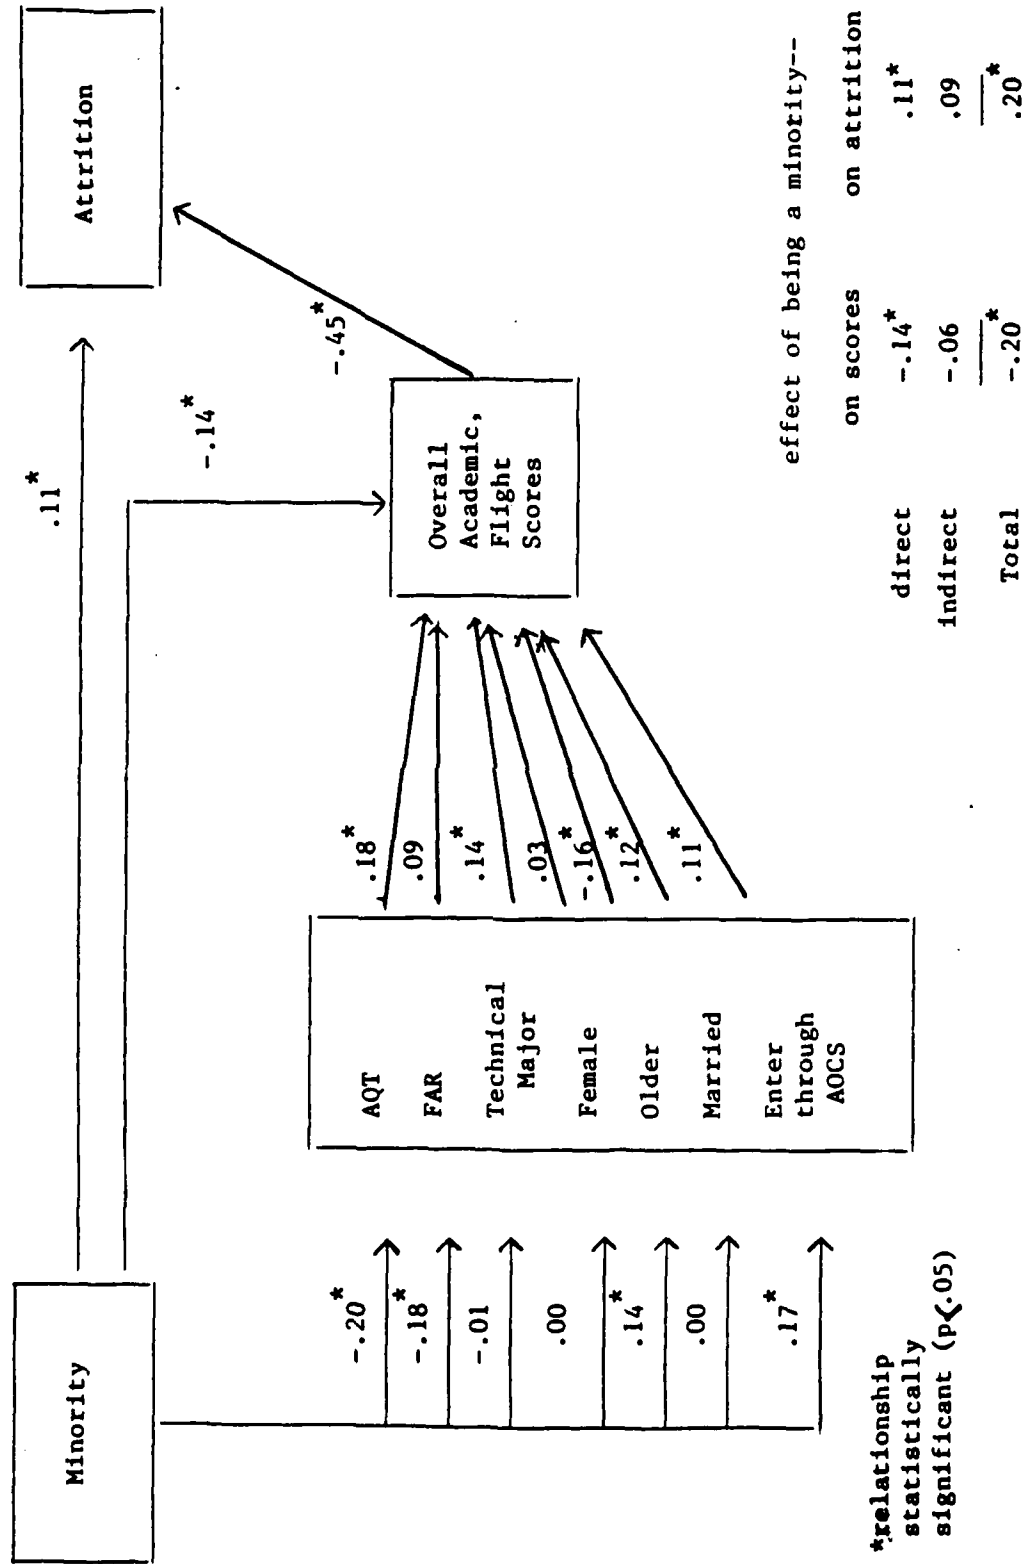 Minority
Attrition
.11*
-.14*
-.45*
-.20*
-.18*
-.01
.00
.14*
.00
.17*
AQT
FAR
Technical
Major
Female
Older
Married
Enter
through
AOCS
.18*
.09
.14*
.03
-.16*
.12*
.11*
Overall
Academic,
Flight
Scores
effect of being a minority--
on scores on attrition
direct -.14* .11*
indirect -.06 .09
Total -.20* .20*
*relationship
statistically
significant (p<.05)